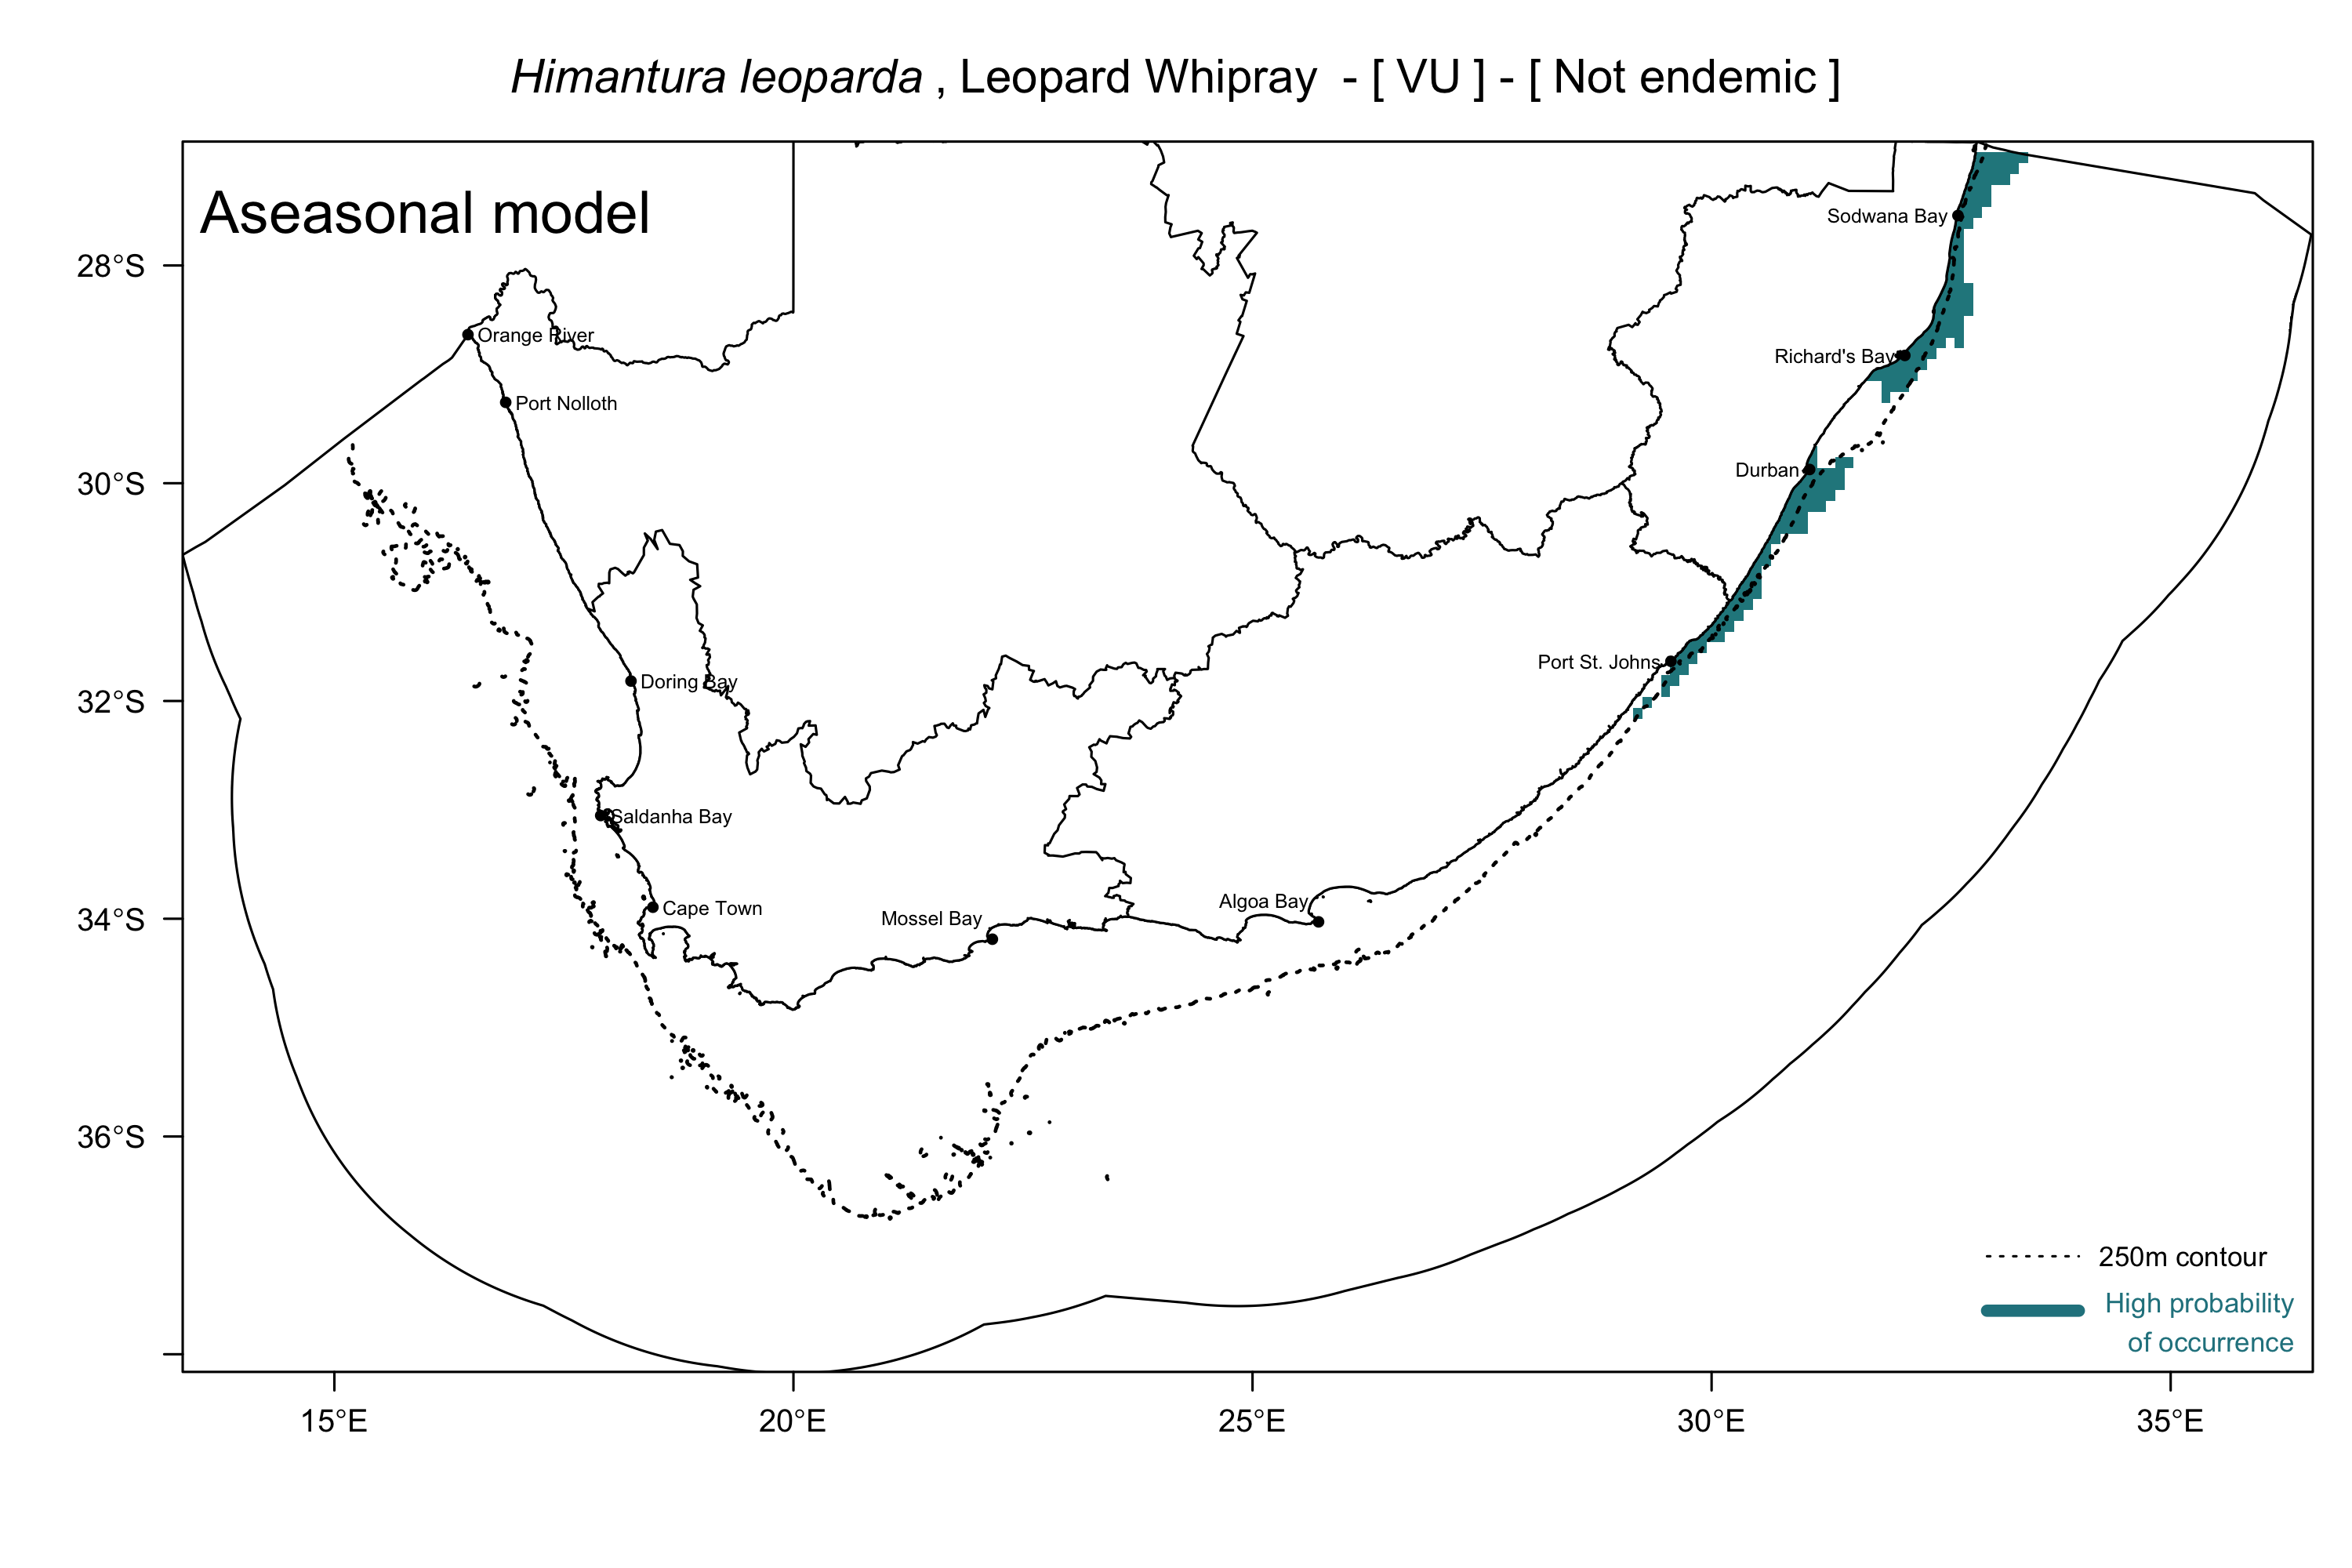 Himantura leoparda , Leopard Whipray - [ VU ] - [ Not endemic ]
Aseasonal model
Sodwana Bay
28°S
Orange River
Richard's Bay
Port Nolloth
Durban
30°S
Port St. Johns
Doring Bay
32°S
Saldanha Bay
Algoa Bay
Cape Town
Mossel Bay
34°S
36°S
250m contour
High probability
of occurrence
15°E
20°E
25°E
30°E
35°E